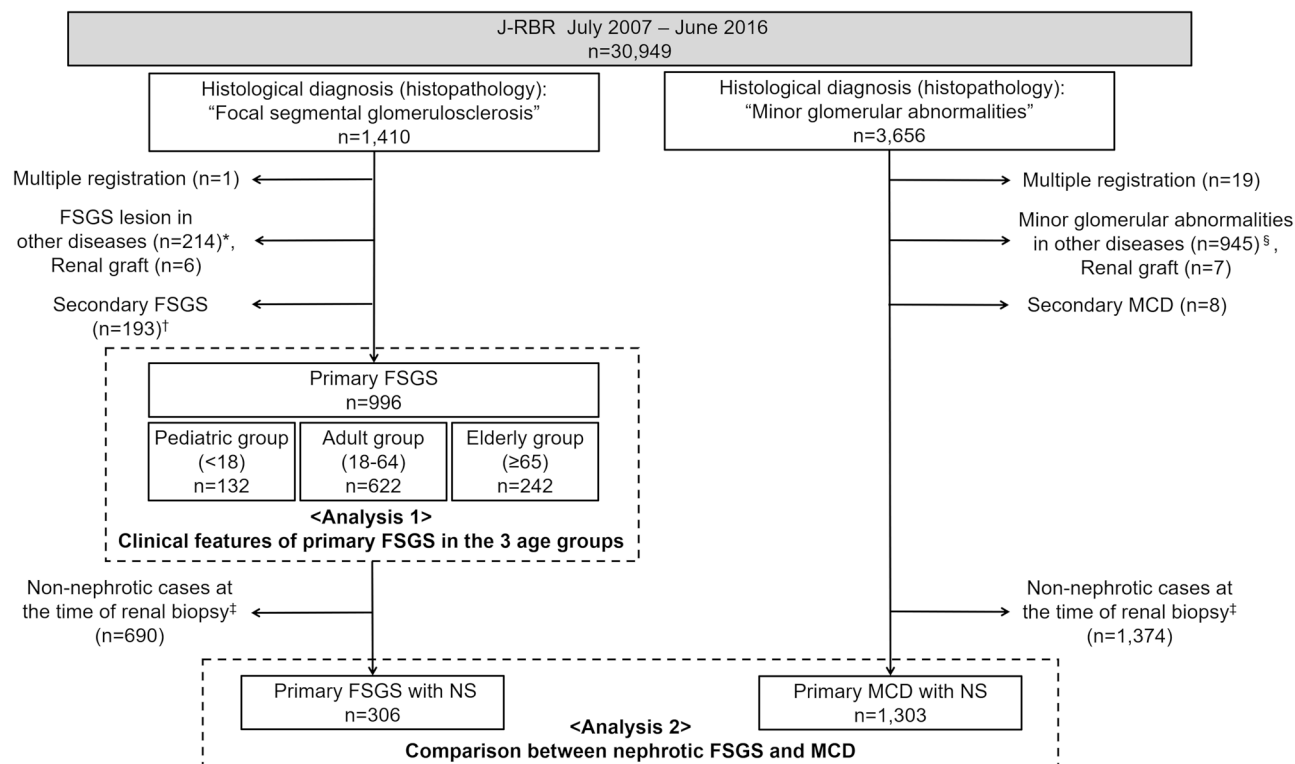 J-RBR July 2007 – June 2016
n=30,949
Histological diagnosis (histopathology):
“Focal segmental glomerulosclerosis”
n=1,410
Histological diagnosis (histopathology):
“Minor glomerular abnormalities”
n=3,656
Multiple registration (n=1)
Multiple registration (n=19)
FSGS lesion in
other diseases (n=214)*,
Renal graft (n=6)
Minor glomerular abnormalities
in other diseases (n=945)§,
Renal graft (n=7)
Secondary FSGS
(n=193)†
Secondary MCD (n=8)
Primary FSGS
n=996
Pediatric group
(<18)
n=132
Adult group
(18-64)
n=622
Elderly group
(≥65)
n=242
<Analysis 1>
Clinical features of primary FSGS in the 3 age groups
Non-nephrotic cases at
the time of renal biopsy‡
(n=690)
Non-nephrotic cases at
the time of renal biopsy‡
(n=1,374)
Primary FSGS with NS
n=306
Primary MCD with NS
n=1,303
<Analysis 2>
Comparison between nephrotic FSGS and MCD